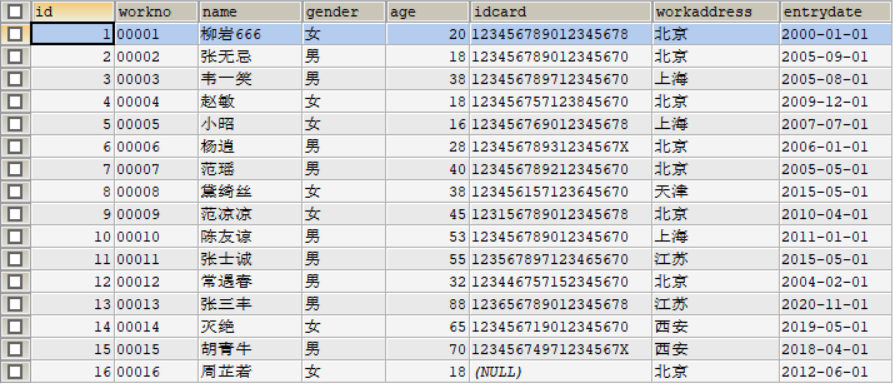 id workno name gender age idcard workaddress entrydate
1 00001 柳岩666 女 20 123456789012345678 北京 2000-01-01
2 00002 张无忌 男 18 123456789012345670 北京 2005-09-01
3 00003 韦一笑 男 38 123456789712345670 上海 2005-08-01
4 00004 赵敏 女 18 123456757123845670 北京 2009-12-01
5 00005 小昭 女 16 123456769012345678 上海 2007-07-01
6 00006 杨逍 男 28 12345678931234567X 北京 2006-01-01
7 00007 范瑶 男 40 123456789212345670 北京 2005-05-01
8 00008 黛绮丝 女 38 123456157123645670 天津 2015-05-01
9 00009 范凉凉 女 45 123156789012345678 北京 2010-04-01
10 00010 陈友谅 男 53 123456789012345670 上海 2011-01-01
11 00011 张士诚 男 55 123567897123465670 江苏 2015-05-01
12 00012 常遇春 男 32 123446757152345670 北京 2004-02-01
13 00013 张三丰 男 88 123656789012345678 江苏 2020-11-01
14 00014 灭绝 女 65 123456719012345670 西安 2019-05-01
15 00015 胡青牛 男 70 12345674971234567X 西安 2018-04-01
16 00016 周芷若 女 18 (NULL) 北京 2012-06-01